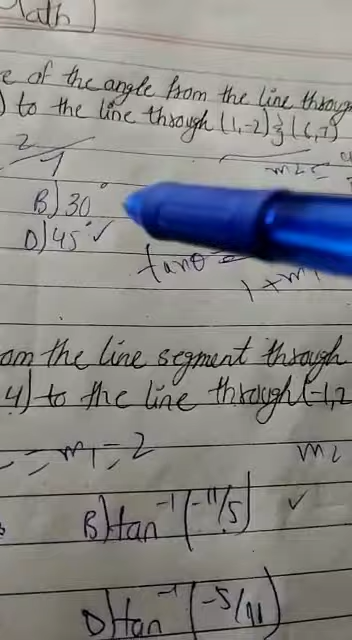 Math
e of the angle from the line throug
) to the line through (1,-2) & (6,7)
2
1
m2 =
B) 30°
D) 45° ✓
tanθ =
1 + m1
om the line segment through
4) to the line through (-1,2
= m1 = 2
m2
B) tan⁻¹ (-11/5) ✓
D) tan⁻¹ (-5/11)